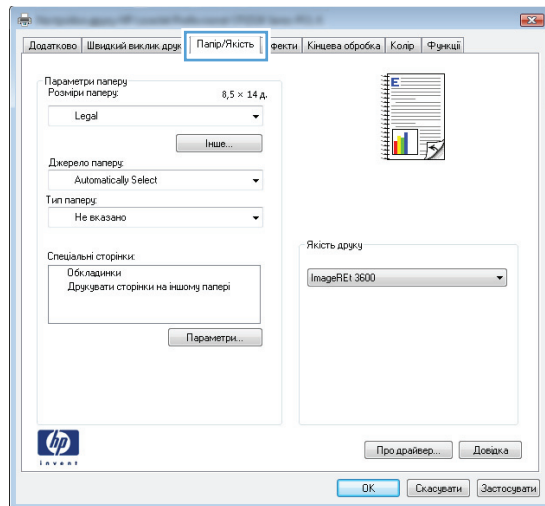 Додатково Швидкий виклик друк Папір/Якість фекти Кінцева обробка Колір Функції
Параметри паперу
Розміри паперу: 8,5 × 14 д.
Legal
Інше...
Джерело паперу:
Automatically Select
Тип паперу:
Не вказано
Спеціальні сторінки:
Обкладинки
Друкувати сторінки на іншому папері
Параметри...
E
Якість друку
ImageREt 3600
hp
invent
Про драйвер... Довідка
OK Скасувати Застосувати